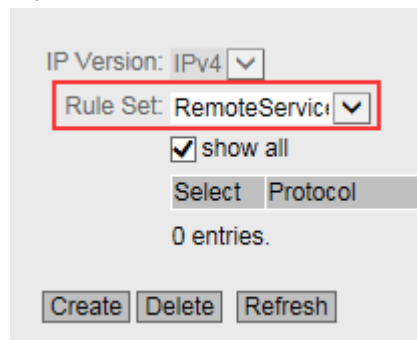 IP Version: IPv4
Rule Set: RemoteServic
show all
Select Protocol
0 entries.
Create Delete Refresh